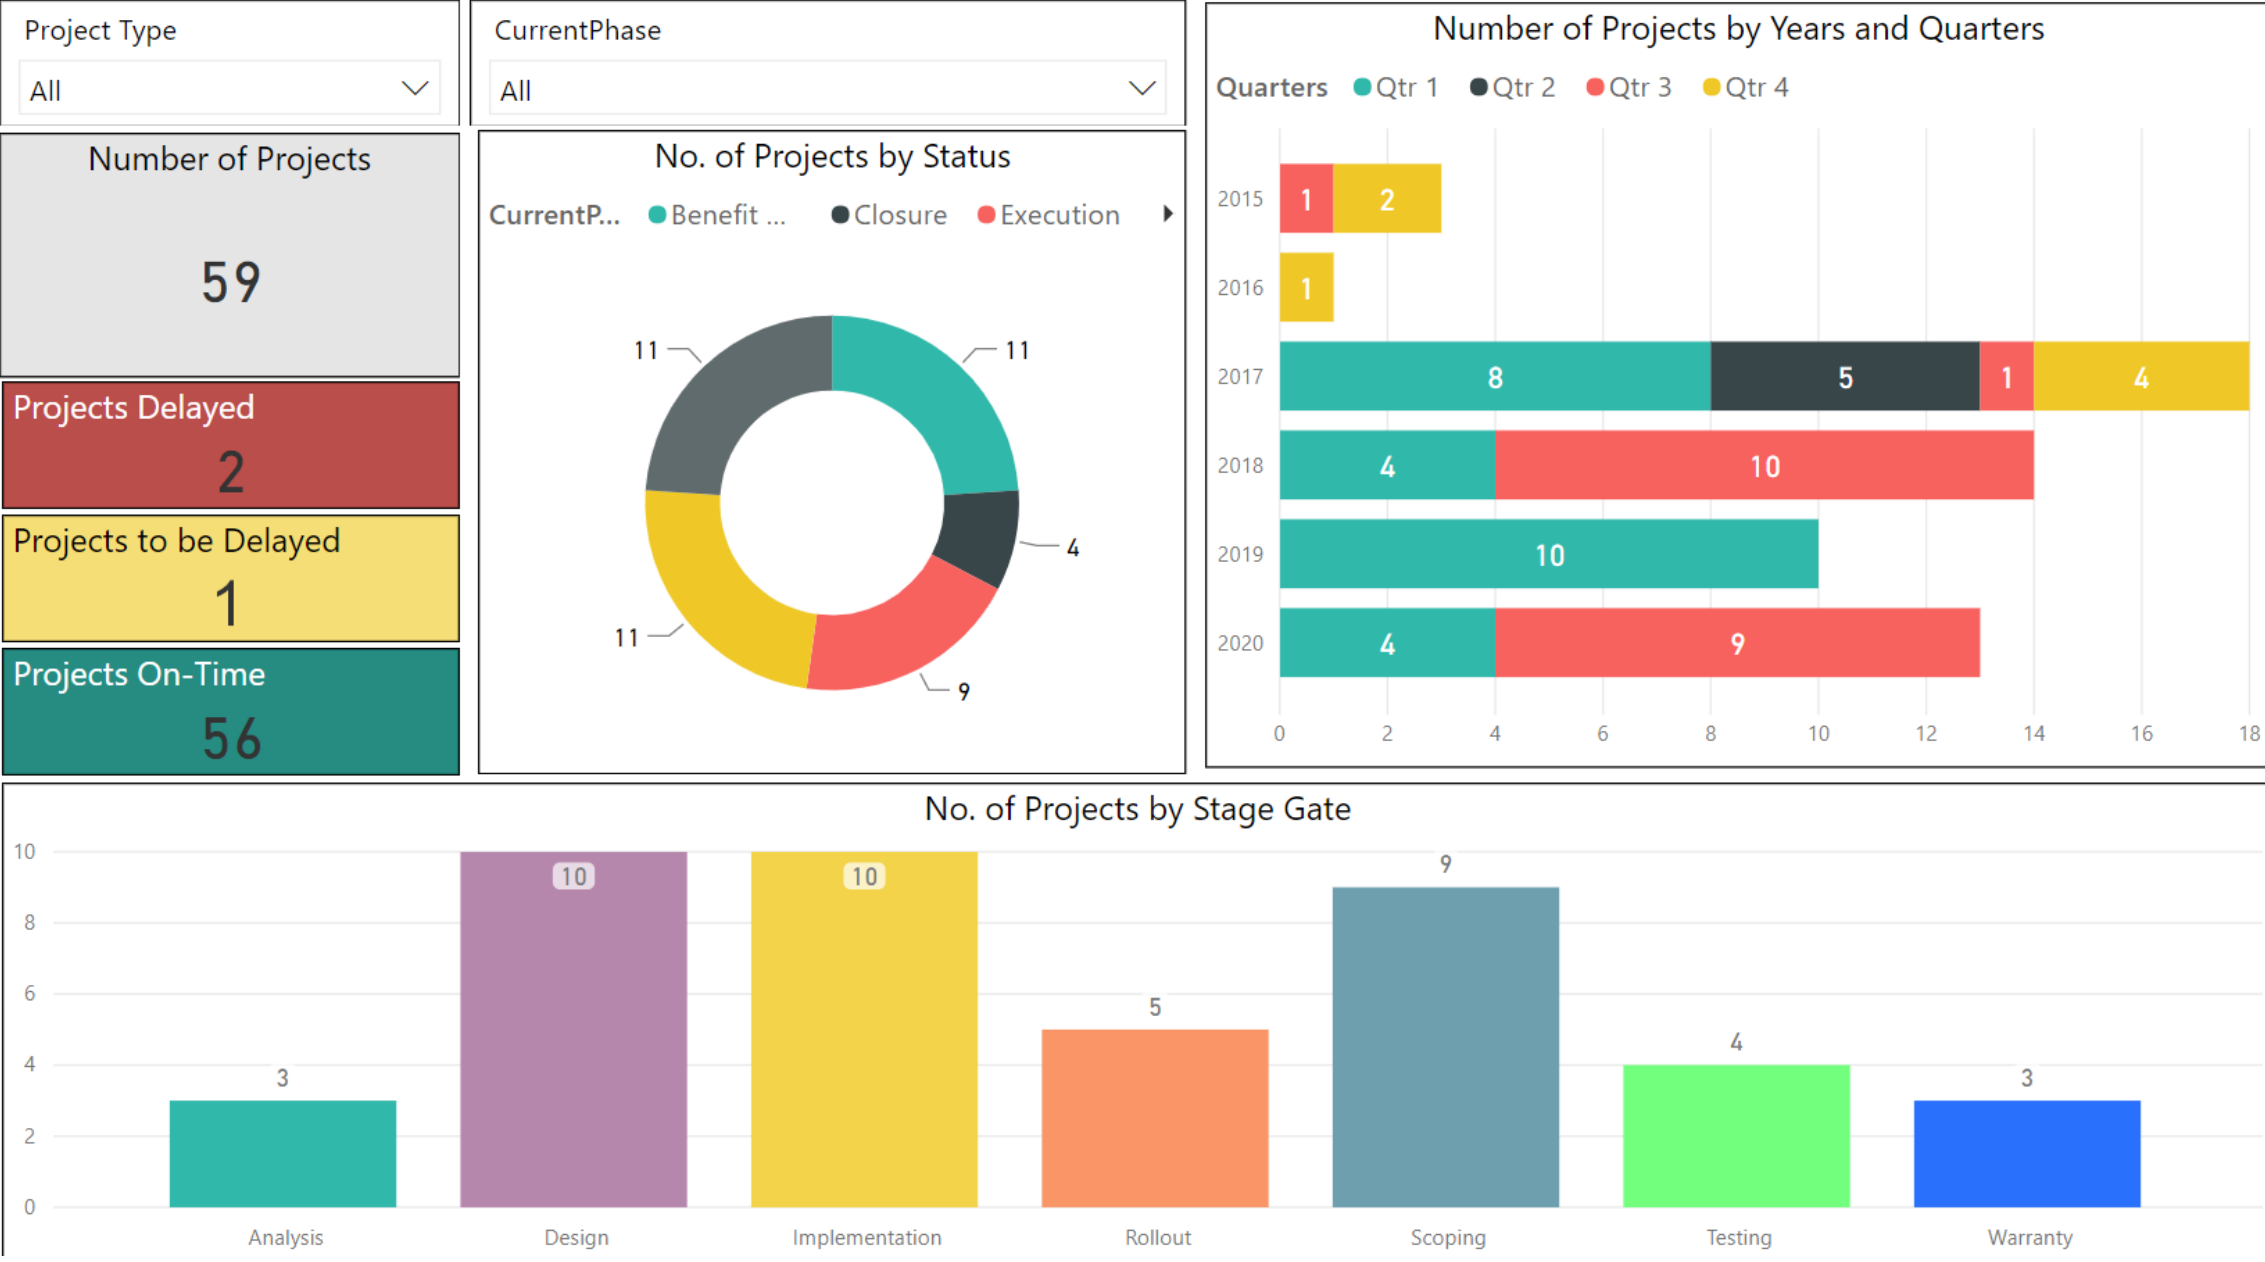 Project Type
All
CurrentPhase
All
Number of Projects
59
Projects Delayed
2
Projects to be Delayed
1
Projects On-Time
56
No. of Projects by Status
CurrentP... Benefit ... Closure Execution
11 11
4
11
9
Number of Projects by Years and Quarters
Quarters Qtr 1 Qtr 2 Qtr 3 Qtr 4
2015 1 2
2016 1
2017 8 5 1 4
2018 4 10
2019 10
2020 4 9
0 2 4 6 8 10 12 14 16 18
No. of Projects by Stage Gate
10
8
6
4
2
0
3 10 10 5 9 4 3
Analysis Design Implementation Rollout Scoping Testing Warranty